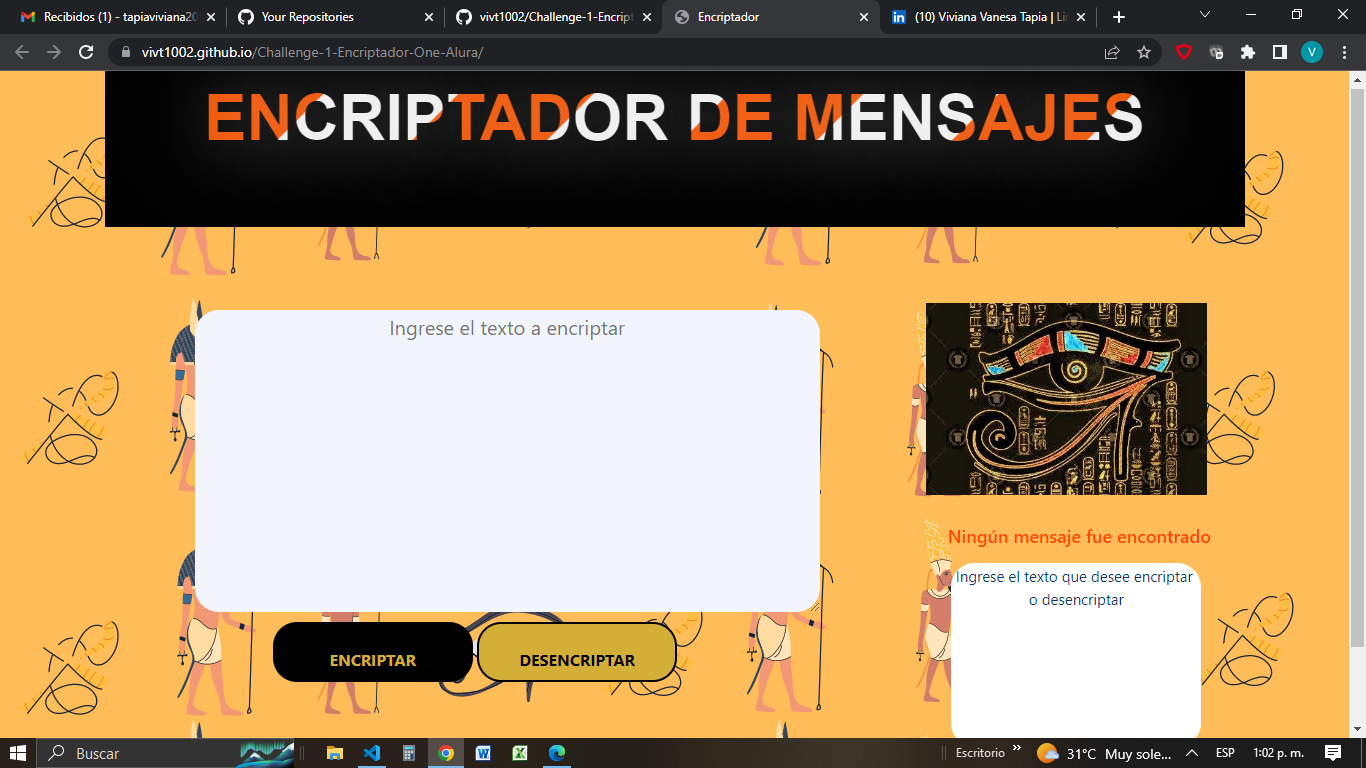 Recibidos (1) - tapiaviviana20
Your Repositories
vivt1002/Challenge-1-Encript
Encriptador
(10) Viviana Vanesa Tapia | Lin
vivt1002.github.io/Challenge-1-Encriptador-One-Alura/
V
ENCRIPTADOR DE MENSAJES
Ingrese el texto a encriptar
Ningún mensaje fue encontrado
Ingrese el texto que desee encriptar
o desencriptar
ENCRIPTAR
DESENCRIPTAR
Buscar
Escritorio
31°C Muy sole...
ESP
1:02 p. m.